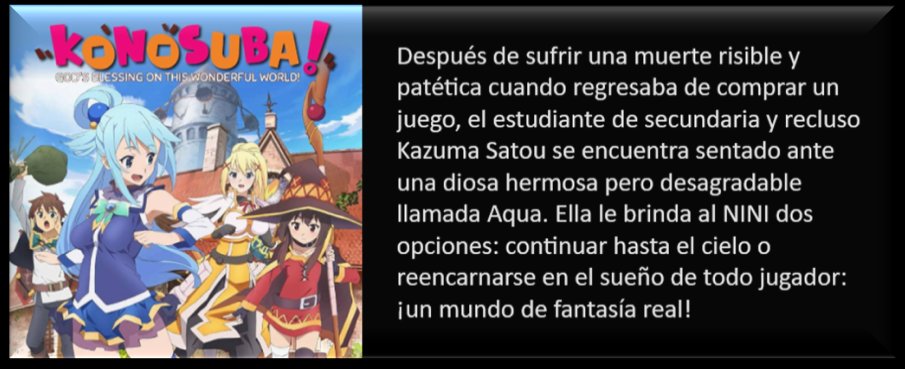 KONOSUBA!
GOD'S BLESSING ON THIS WONDERFUL WORLD!
Después de sufrir una muerte risible y
patética cuando regresaba de comprar un
juego, el estudiante de secundaria y recluso
Kazuma Satou se encuentra sentado ante
una diosa hermosa pero desagradable
llamada Aqua. Ella le brinda al NINI dos
opciones: continuar hasta el cielo o
reencarnarse en el sueño de todo jugador:
¡un mundo de fantasía real!